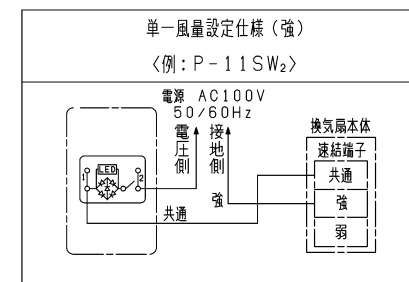 単一風量設定仕様（強）
〈例：P-11SW₂〉
電源 AC100V
50/60Hz
電圧側
接地側
換気扇本体
速結端子
共通
強
弱
LED
1
2
強
共通